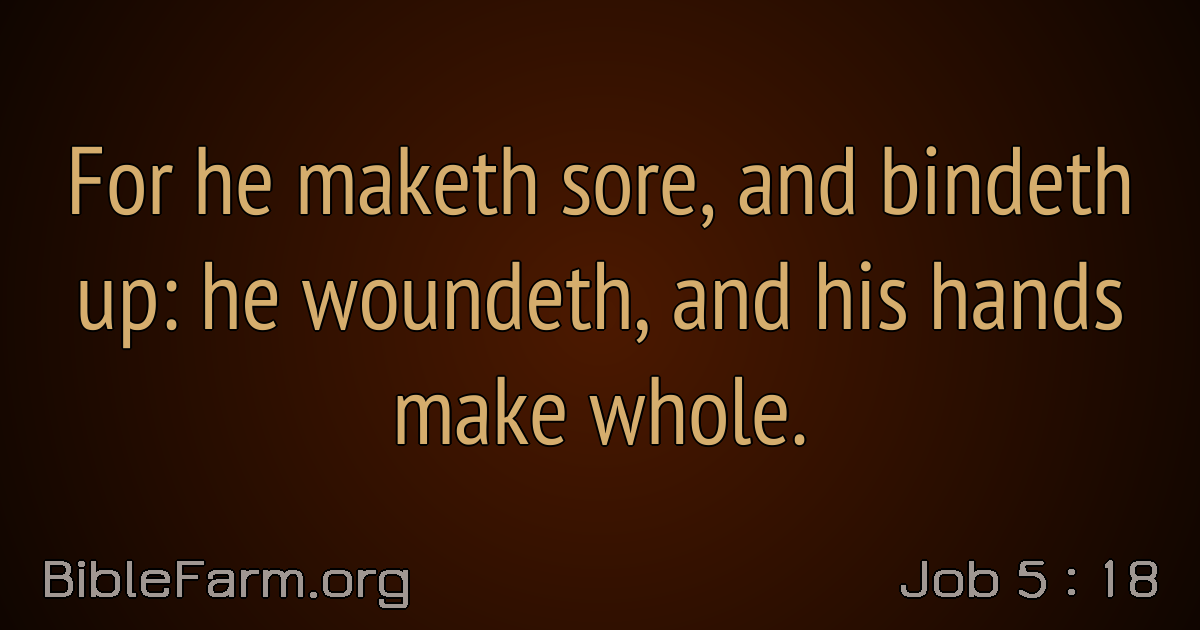 For he maketh sore, and bindeth
up: he woundeth, and his hands
make whole.
BibleFarm.org
Job 5 : 18